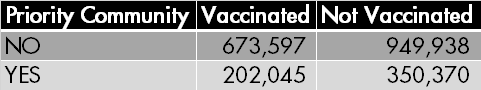 Priority Community Vaccinated Not Vaccinated
NO 673,597 949,938
YES 202,045 350,370